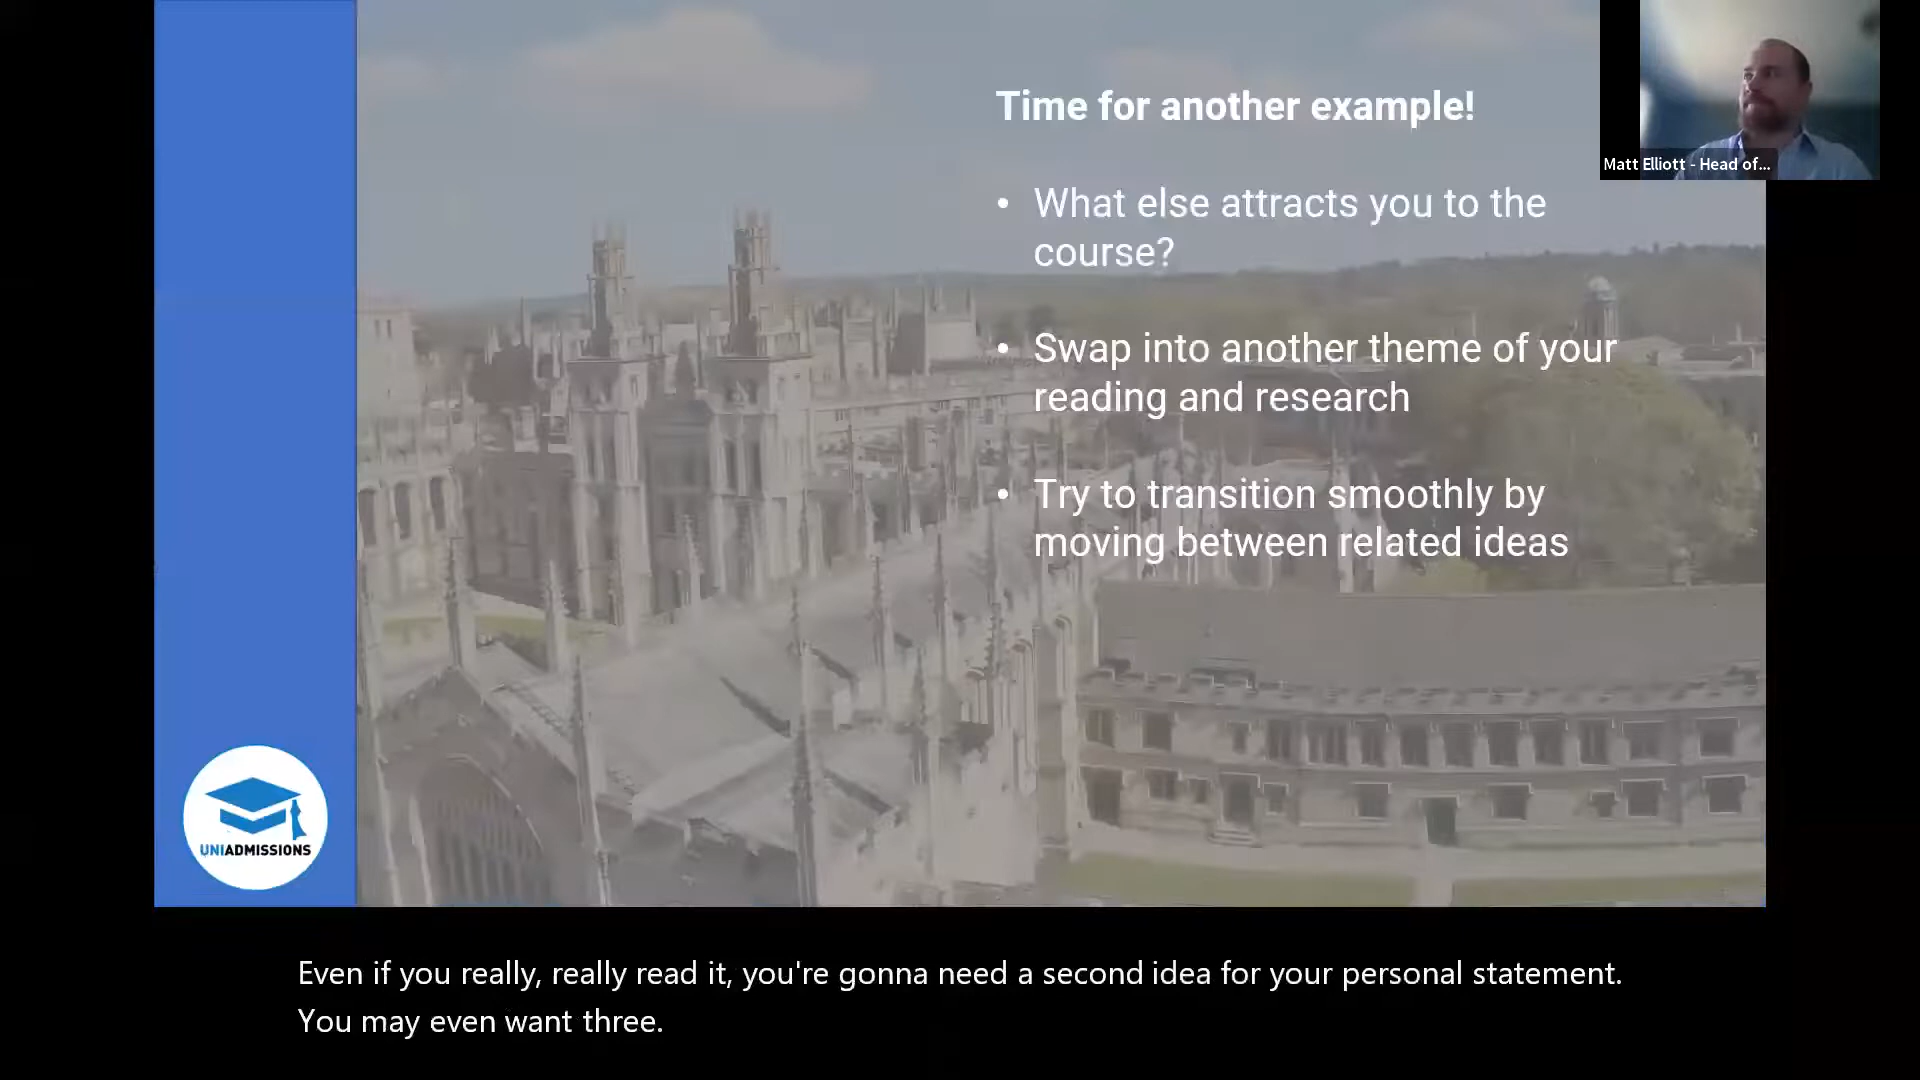 Time for another example!
• What else attracts you to the
course?
• Swap into another theme of your
reading and research
• Try to transition smoothly by
moving between related ideas
Matt Elliott - Head of...
UNIADMISSIONS
Even if you really, really read it, you're gonna need a second idea for your personal statement.
You may even want three.